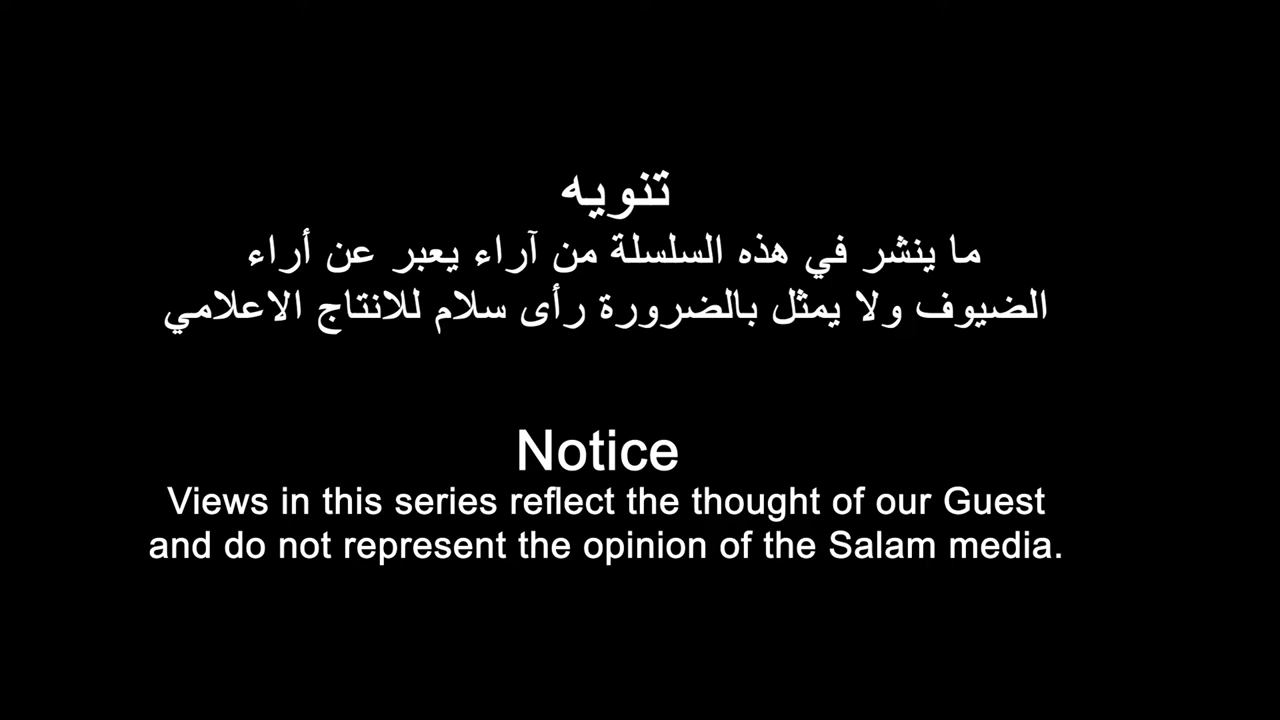 تنويه
ما ينشر في هذه السلسلة من آراء يعبر عن أراء
الضيوف ولا يمثل بالضرورة رأى سلام للانتاج الاعلامي
Notice
Views in this series reflect the thought of our Guest
and do not represent the opinion of the Salam media.